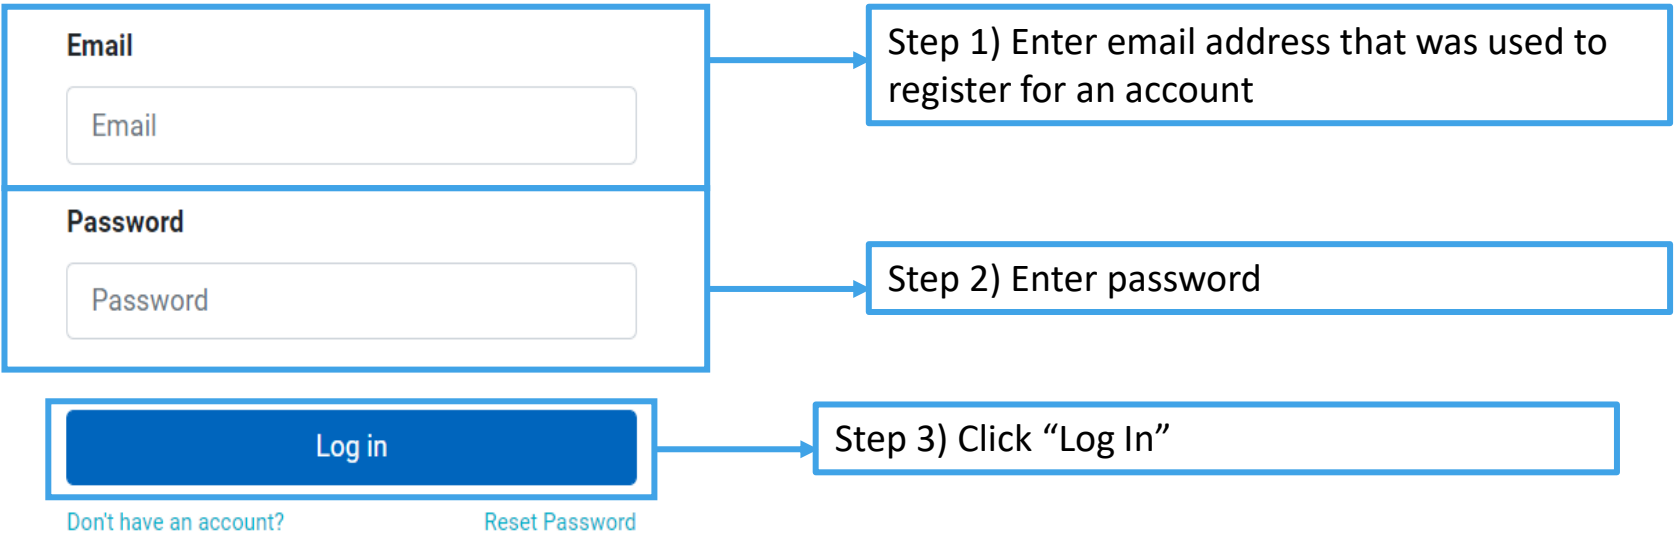 Email
Email
Step 1) Enter email address that was used to
register for an account
Password
Password
Step 2) Enter password
Log in
Step 3) Click “Log In”
Don't have an account?
Reset Password